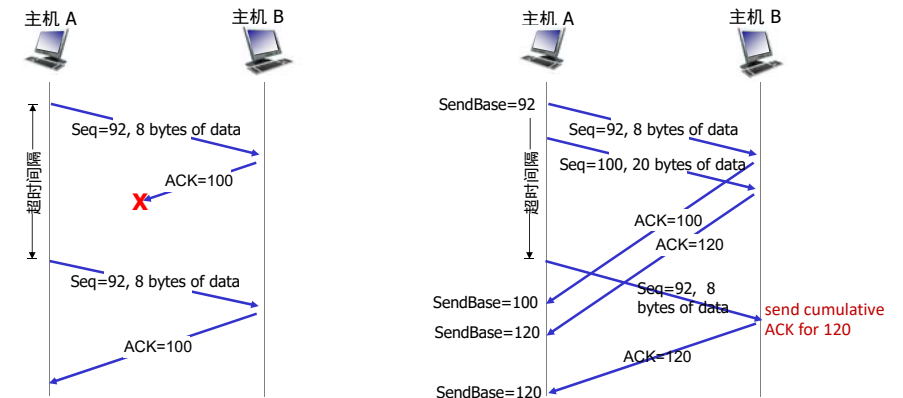 主机 A
主机 B
Seq=92, 8 bytes of data
超时间隔
ACK=100
X
Seq=92, 8 bytes of data
ACK=100
主机 A
主机 B
SendBase=92
Seq=92, 8 bytes of data
Seq=100, 20 bytes of data
超时间隔
ACK=100
ACK=120
Seq=92, 8
bytes of data
SendBase=100
SendBase=120
send cumulative
ACK for 120
ACK=120
SendBase=120